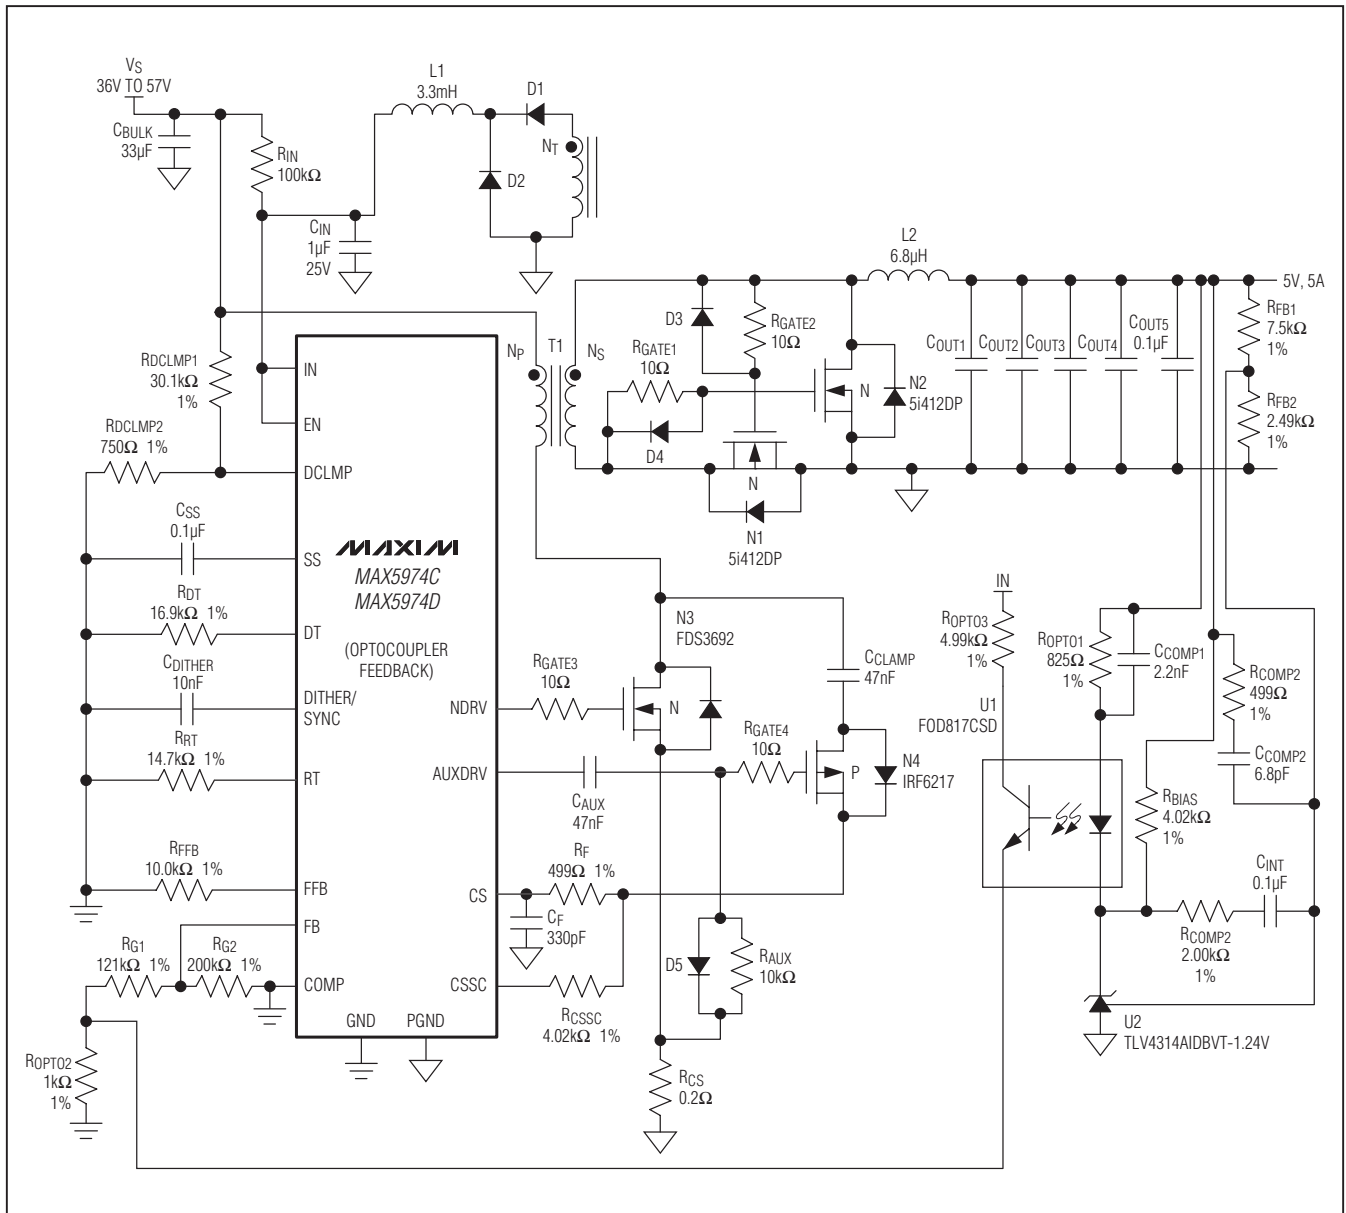 VS
36V TO 57V
CBULK
33µF
RIN
100kΩ
L1
3.3mH
D1
NT
D2
CIN
1µF
25V
L2
6.8µH
5V, 5A
D3
RGATE2
10Ω
RGATE1
10Ω
D4
N
N2
5i412DP
N
N1
5i412DP
COUT1
COUT2
COUT3
COUT4
COUT5
0.1µF
RFB1
7.5kΩ
1%
RFB2
2.49kΩ
1%
NP
T1
NS
RDCLMP1
30.1kΩ
1%
RDCLMP2
750Ω 1%
CSS
0.1µF
RDT
16.9kΩ 1%
CDITHER
10nF
RRT
14.7kΩ 1%
RFFB
10.0kΩ 1%
RG1
121kΩ 1%
RG2
200kΩ 1%
ROPTO2
1kΩ
1%
IN
EN
DCLMP
SS
DT
DITHER/
SYNC
RT
FFB
FB
COMP
GND
PGND
NDRV
AUXDRV
CS
CSSC
MAXIM
MAX5974C
MAX5974D
(OPTOCOUPLER
FEEDBACK)
N3
FDS3692
RGATE3
10Ω
N
CCLAMP
47nF
RGATE4
10Ω
P
N4
IRF6217
CAUX
47nF
RF
499Ω 1%
CF
330pF
RCSSC
4.02kΩ 1%
D5
RAUX
10kΩ
RCS
0.2Ω
IN
ROPTO3
4.99kΩ
1%
U1
FOD817CSD
ROPTO1
825Ω
1%
CCOMP1
2.2nF
RCOMP2
499Ω
1%
CCOMP2
6.8pF
RBIAS
4.02kΩ
1%
CINT
0.1µF
RCOMP2
2.00kΩ
1%
U2
TLV4314AIDBVT-1.24V